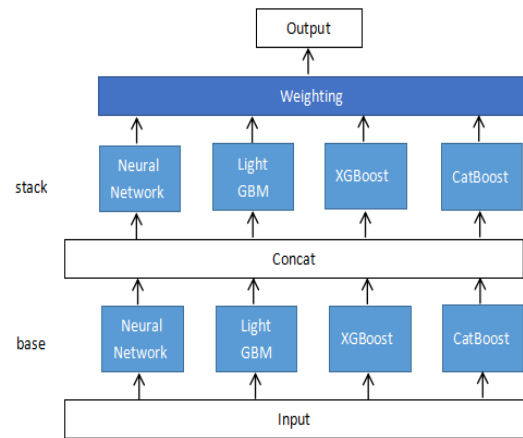 Output
Weighting
stack
Neural
Network
Light
GBM
XGBoost
CatBoost
Concat
base
Neural
Network
Light
GBM
XGBoost
CatBoost
Input